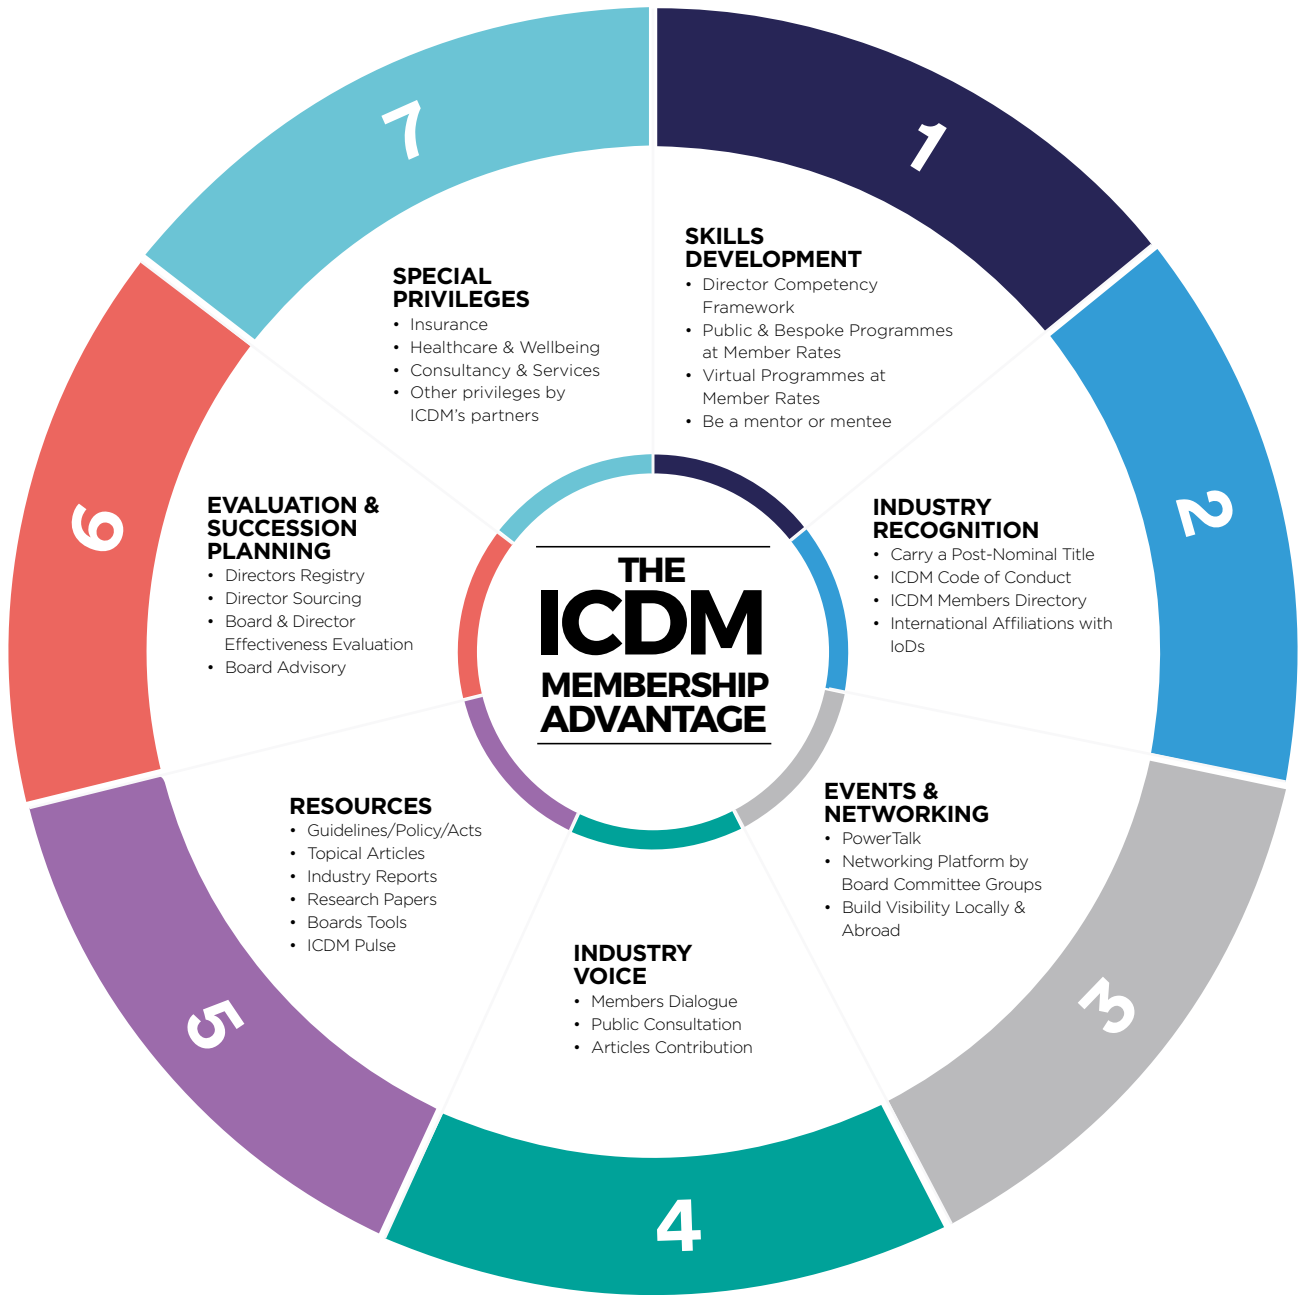 THE
ICDM
MEMBERSHIP
ADVANTAGE
1
SKILLS
DEVELOPMENT
• Director Competency
Framework
• Public & Bespoke Programmes
at Member Rates
• Virtual Programmes at
Member Rates
• Be a mentor or mentee
2
INDUSTRY
RECOGNITION
• Carry a Post-Nominal Title
• ICDM Code of Conduct
• ICDM Members Directory
• International Affiliations with
IoDs
3
EVENTS &
NETWORKING
• PowerTalk
• Networking Platform by
Board Committee Groups
• Build Visibility Locally &
Abroad
4
INDUSTRY
VOICE
• Members Dialogue
• Public Consultation
• Articles Contribution
5
RESOURCES
• Guidelines/Policy/Acts
• Topical Articles
• Industry Reports
• Research Papers
• Boards Tools
• ICDM Pulse
6
EVALUATION &
SUCCESSION
PLANNING
• Directors Registry
• Director Sourcing
• Board & Director
Effectiveness Evaluation
• Board Advisory
7
SPECIAL
PRIVILEGES
• Insurance
• Healthcare & Wellbeing
• Consultancy & Services
• Other privileges by
ICDM's partners